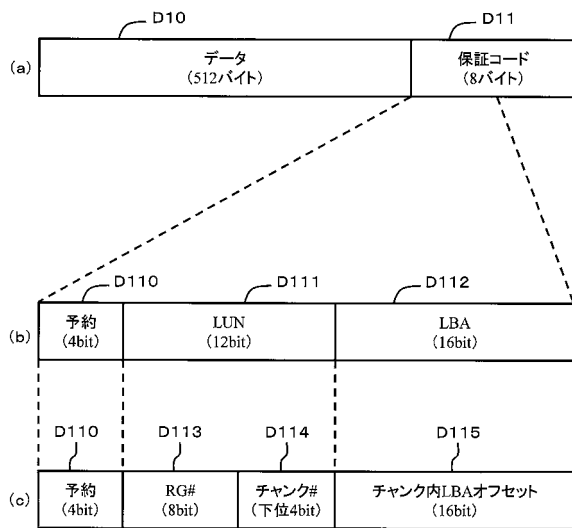 D10
D11
(a)
データ
(512バイト)
保証コード
(8バイト)
D110
D111
D112
(b)
予約
(4bit)
LUN
(12bit)
LBA
(16bit)
D110
D113
D114
D115
(c)
予約
(4bit)
RG#
(8bit)
チャンク#
(下位4bit)
チャンク内LBAオフセット
(16bit)